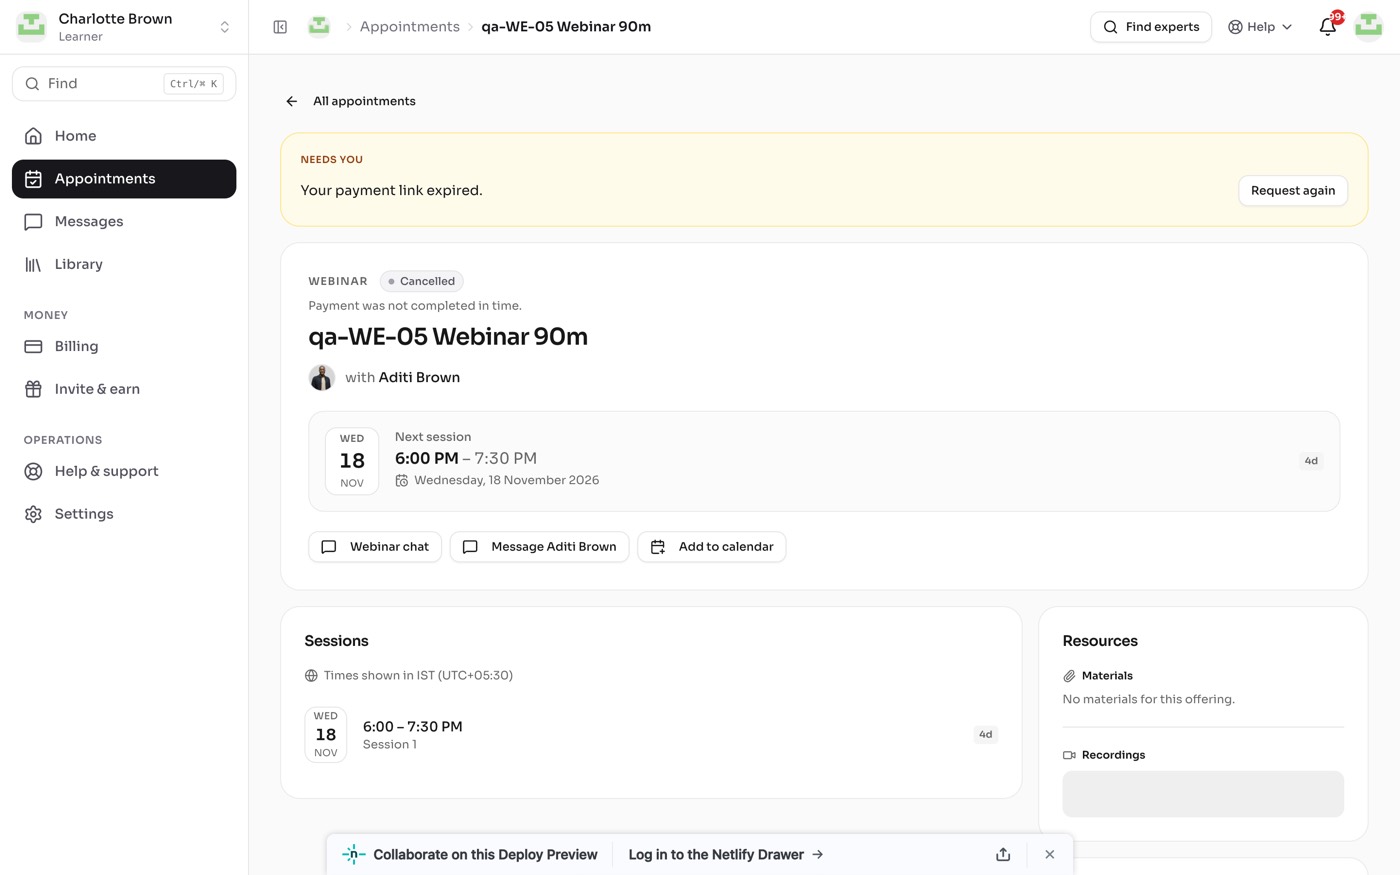 Charlotte Brown
Learner
Appointments
qa-WE-05 Webinar 90m
Find experts
Help
99+
Find
Ctrl/⌘ K
Home
Appointments
Messages
Library
MONEY
Billing
Invite & earn
OPERATIONS
Help & support
Settings
All appointments
NEEDS YOU
Your payment link expired.
Request again
WEBINAR
Cancelled
Payment was not completed in time.
qa-WE-05 Webinar 90m
with Aditi Brown
WED
18
NOV
Next session
6:00 PM – 7:30 PM
Wednesday, 18 November 2026
4d
Webinar chat
Message Aditi Brown
Add to calendar
Sessions
Times shown in IST (UTC+05:30)
WED
18
NOV
6:00 – 7:30 PM
Session 1
4d
Resources
Materials
No materials for this offering.
Recordings
Collaborate on this Deploy Preview
Log in to the Netlify Drawer →